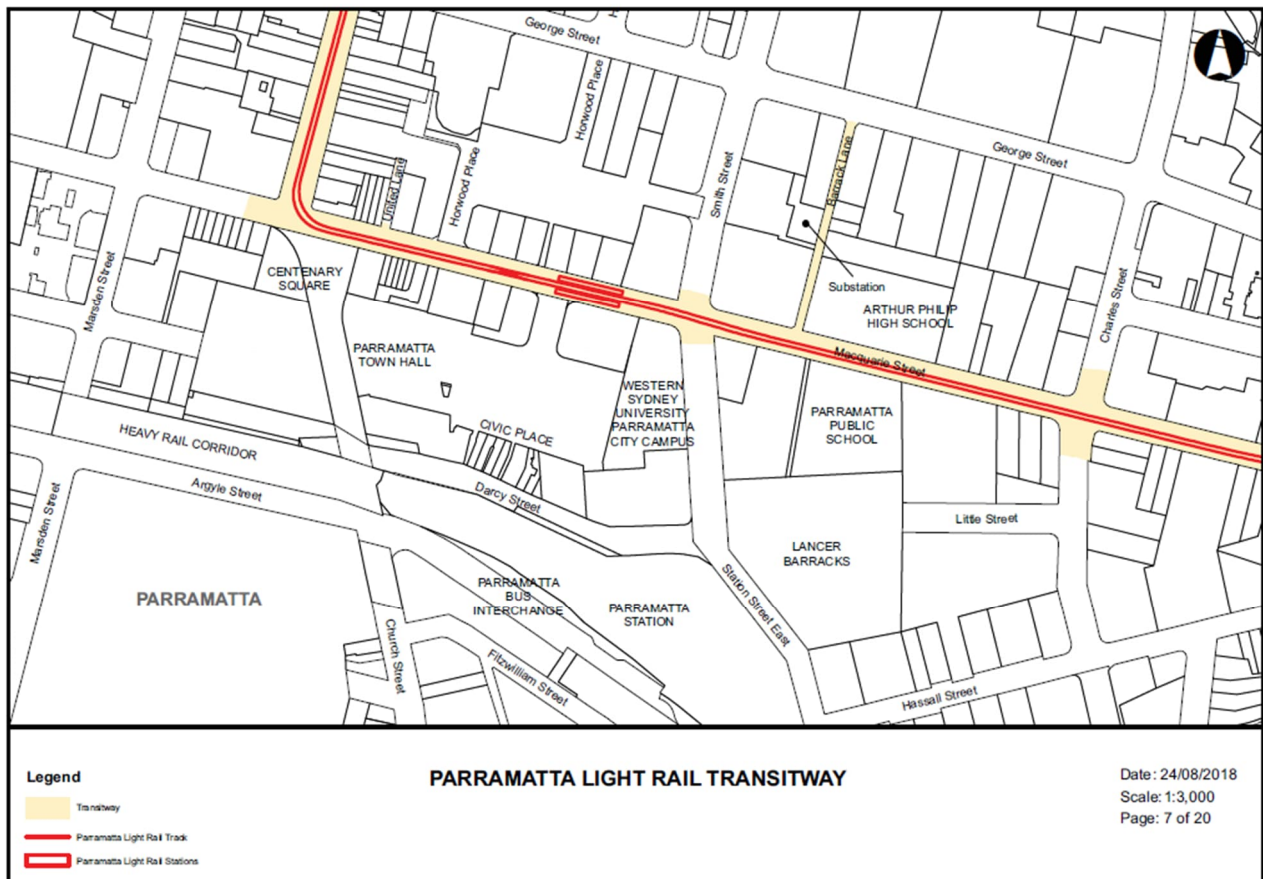 George Street
H
Horwood Place
Horwood Place
United Lane
Smith Street
Barrack Lane
George Street
Marsden Street
CENTENARY
SQUARE
Substation
ARTHUR PHILIP
HIGH SCHOOL
Charles Street
PARRAMATTA
TOWN HALL
Macquarie Street
WESTERN
SYDNEY
UNIVERSITY
PARRAMATTA
CITY CAMPUS
PARRAMATTA
PUBLIC
SCHOOL
CIVIC PLACE
HEAVY RAIL CORRIDOR
Argyle Street
Darcy Street
Marsden Street
Little Street
LANCER
BARRACKS
PARRAMATTA
PARRAMATTA
BUS
INTERCHANGE
PARRAMATTA
STATION
Station Street East
Church Street
Fitzwilliam Street
Hassall Street
Legend
Transitway
Parramatta Light Rail Track
Parramatta Light Rail Stations
PARRAMATTA LIGHT RAIL TRANSITWAY
Date: 24/08/2018
Scale: 1:3,000
Page: 7 of 20